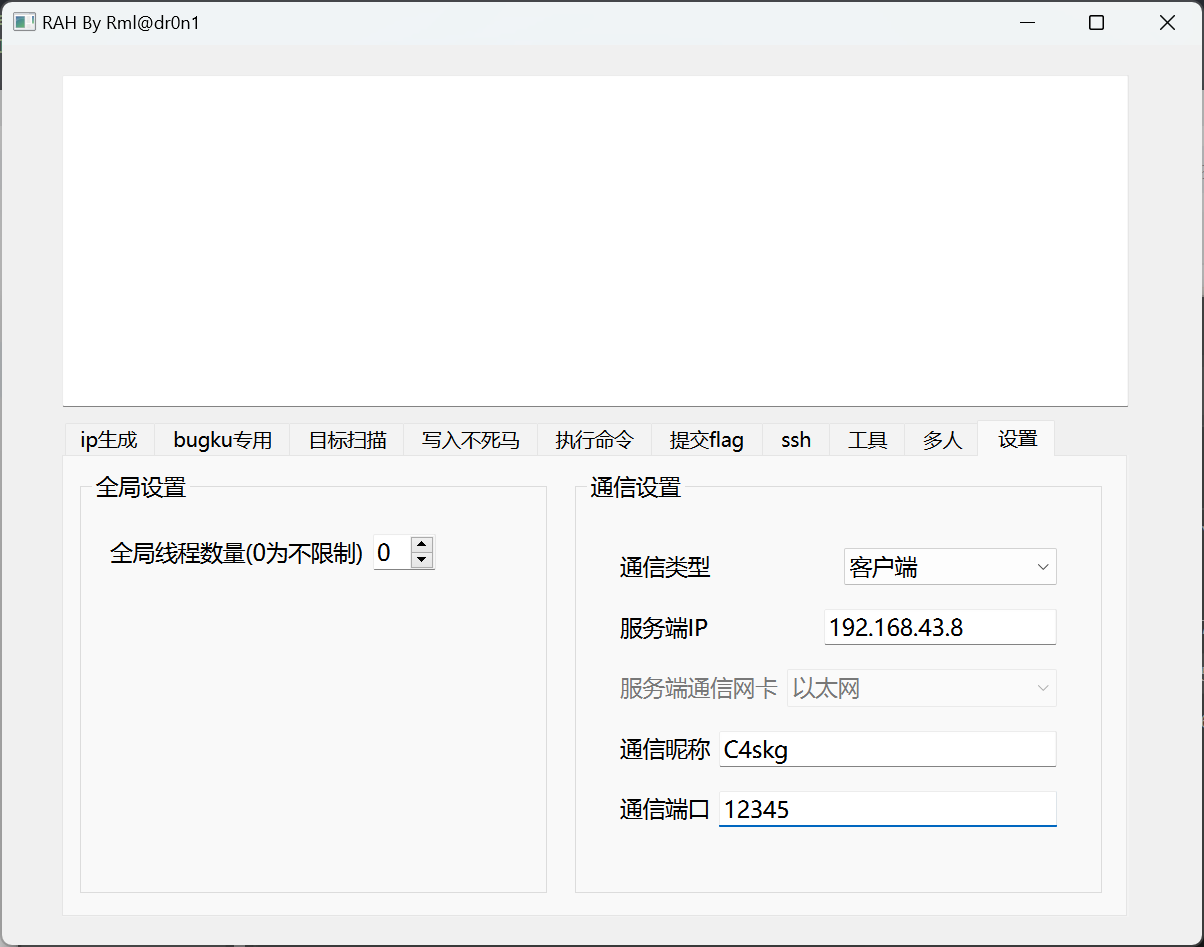 RAH By Rml@dr0n1
ip生成 bugku专用 目标扫描 写入不死马 执行命令 提交flag ssh 工具 多人 设置
全局设置
全局线程数量(0为不限制) 0
通信设置
通信类型 客户端
服务端IP 192.168.43.8
服务端通信网卡 以太网
通信昵称 C4skg
通信端口 12345